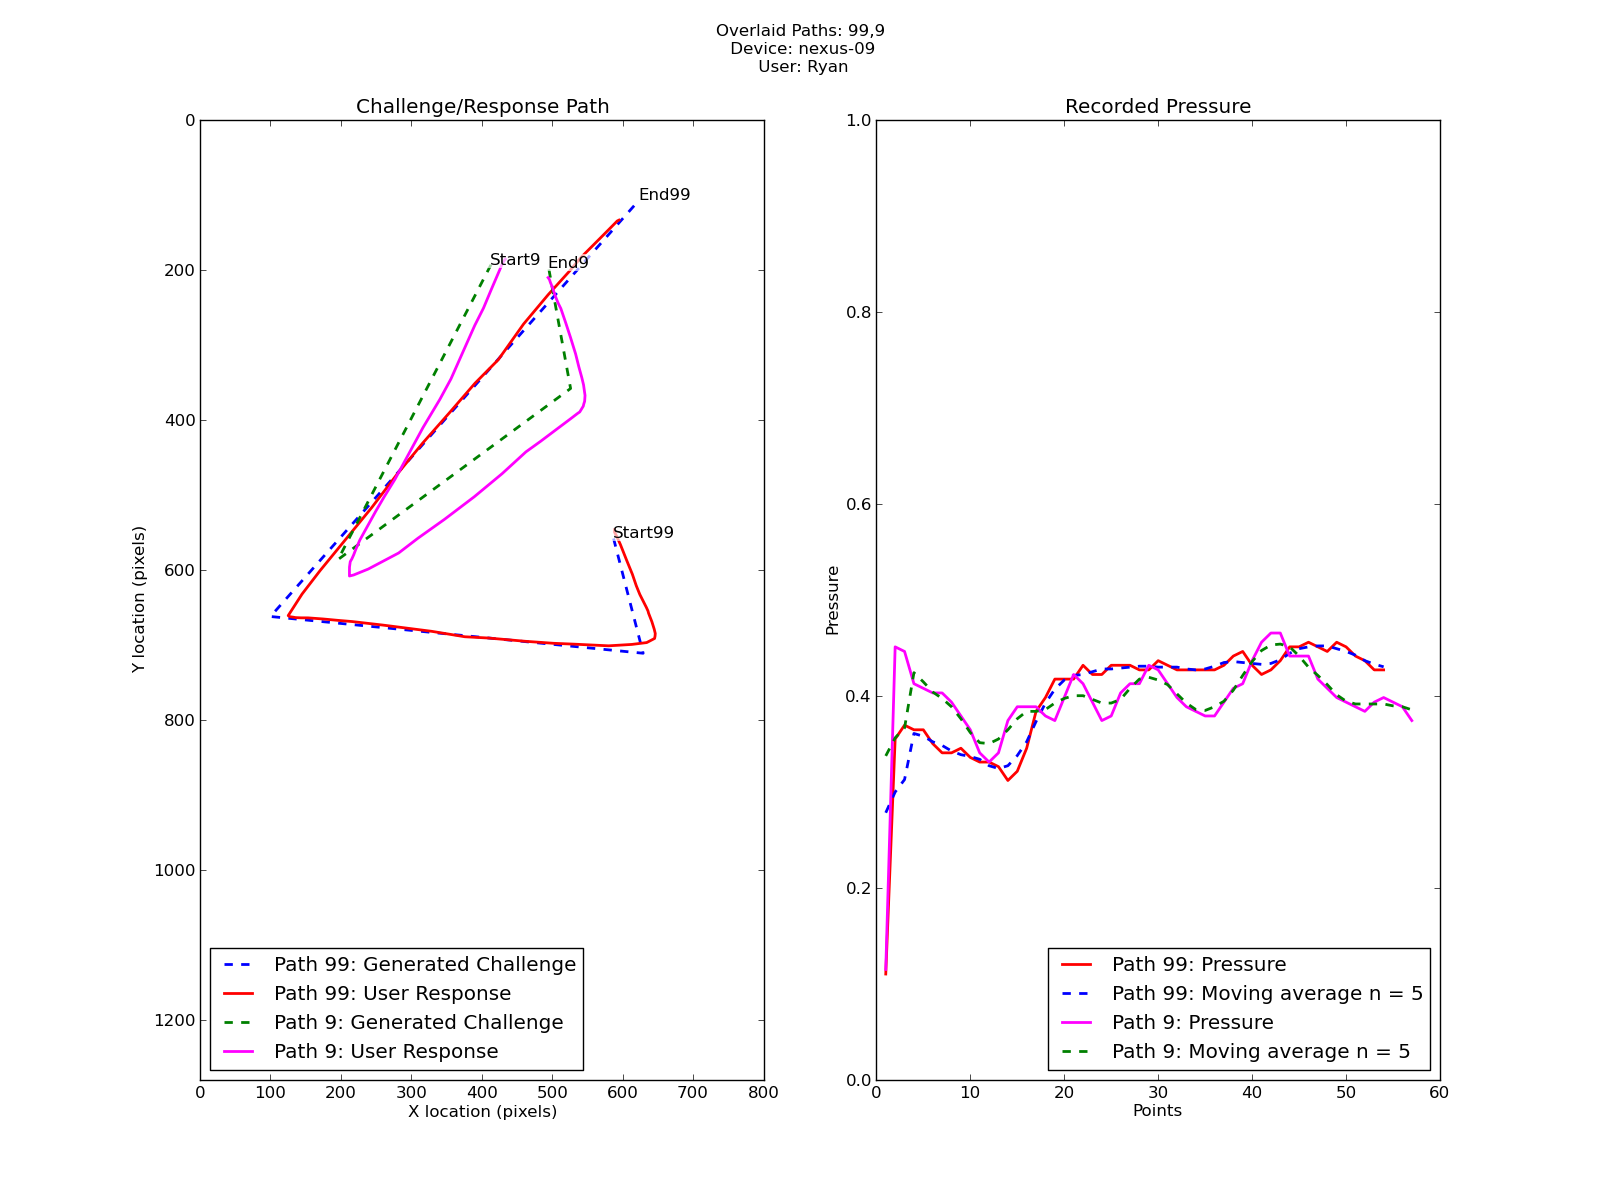 Overlaid Paths: 99,9
Device: nexus-09
User: Ryan
Challenge/Response Path
0
200
400
600
800
1000
1200
Y location (pixels)
End99
Start9
End9
Start99
Path 99: Generated Challenge
Path 99: User Response
Path 9: Generated Challenge
Path 9: User Response
0 100 200 300 400 500 600 700 800
X location (pixels)
Recorded Pressure
1.0
0.8
0.6
0.4
0.2
0.0
Pressure
Path 99: Pressure
Path 99: Moving average n = 5
Path 9: Pressure
Path 9: Moving average n = 5
0 10 20 30 40 50 60
Points